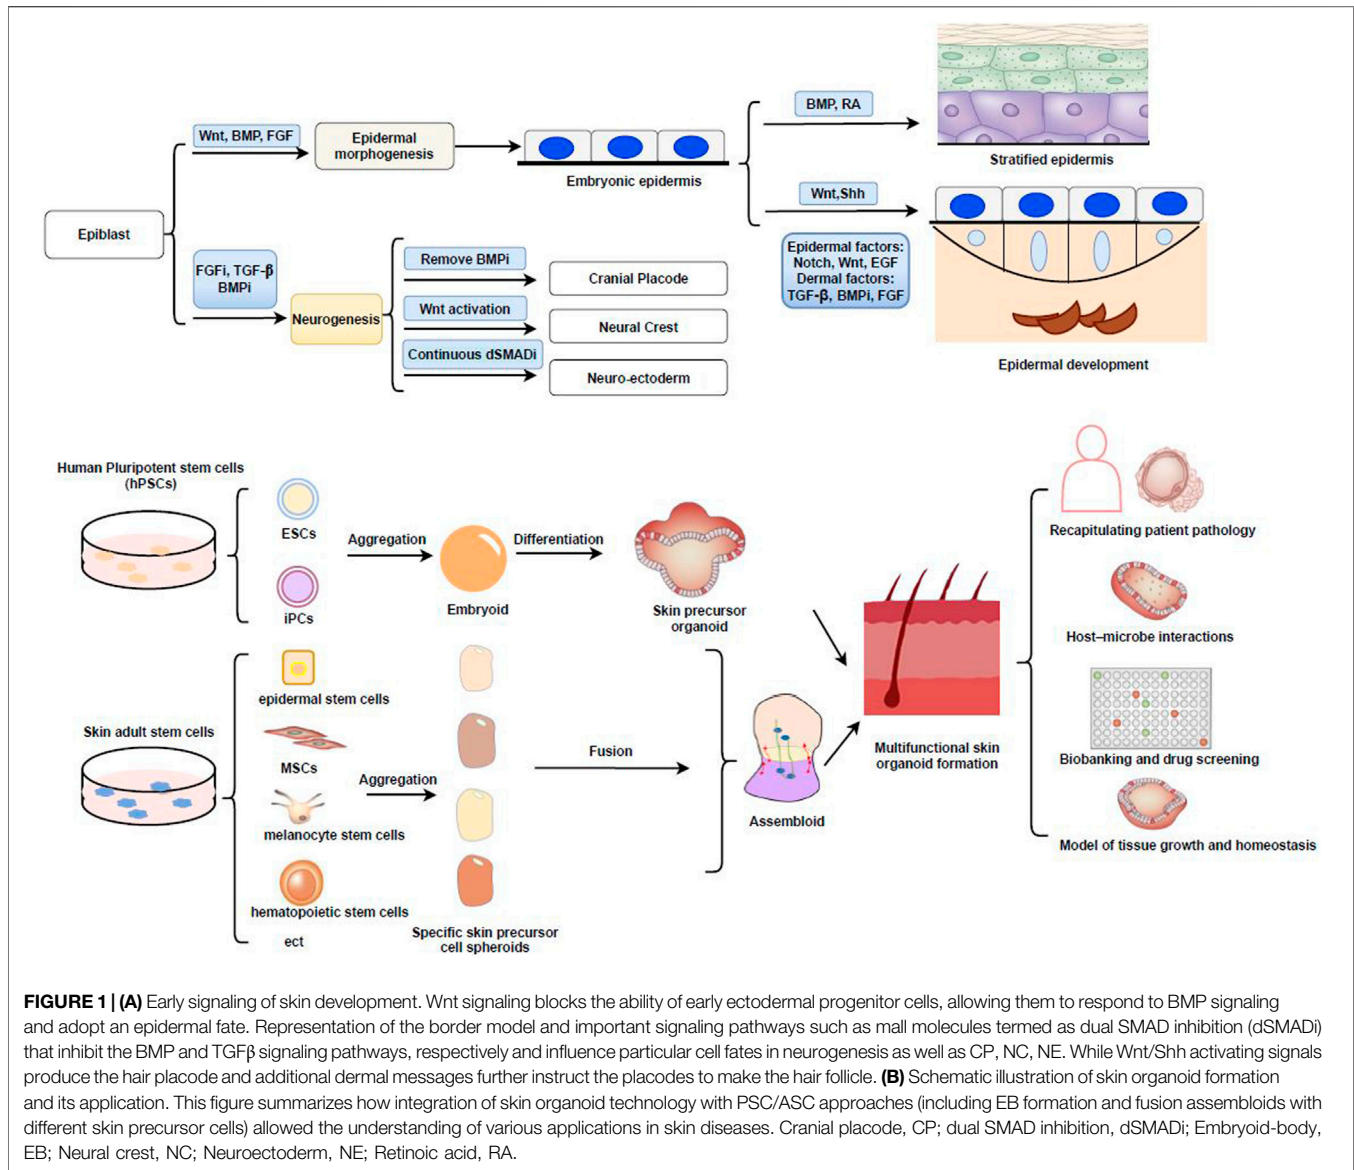 Wnt, BMP, FGF
Epidermal
morphogenesis
Embryonic epidermis
BMP, RA
Stratified epidermis
Wnt,Shh
Epidermal factors:
Notch, Wnt, EGF
Dermal factors:
TGF-β, BMPi, FGF
Epidermal development
Epiblast
FGFi, TGF-β
BMPi
Neurogenesis
Remove BMPi
Cranial Placode
Wnt activation
Neural Crest
Continuous dSMADi
Neuro-ectoderm
Human Pluripotent stem cells
(hPSCs)
ESCs
iPCs
Aggregation
Embryoid
Differentiation
Skin precursor
organoid
Skin adult stem cells
epidermal stem cells
MSCs
melanocyte stem cells
hematopoietic stem cells
ect
Aggregation
Specific skin precursor
cell spheroids
Fusion
Assembloid
Multifunctional skin
organoid formation
Recapitulating patient pathology
Host–microbe interactions
Biobanking and drug screening
Model of tissue growth and homeostasis
FIGURE 1 | (A) Early signaling of skin development. Wnt signaling blocks the ability of early ectodermal progenitor cells, allowing them to respond to BMP signaling
and adopt an epidermal fate. Representation of the border model and important signaling pathways such as mall molecules termed as dual SMAD inhibition (dSMADi)
that inhibit the BMP and TGFβ signaling pathways, respectively and influence particular cell fates in neurogenesis as well as CP, NC, NE. While Wnt/Shh activating signals
produce the hair placode and additional dermal messages further instruct the placodes to make the hair follicle. (B) Schematic illustration of skin organoid formation
and its application. This figure summarizes how integration of skin organoid technology with PSC/ASC approaches (including EB formation and fusion assembloids with
different skin precursor cells) allowed the understanding of various applications in skin diseases. Cranial placode, CP; dual SMAD inhibition, dSMADi; Embryoid-body,
EB; Neural crest, NC; Neuroectoderm, NE; Retinoic acid, RA.